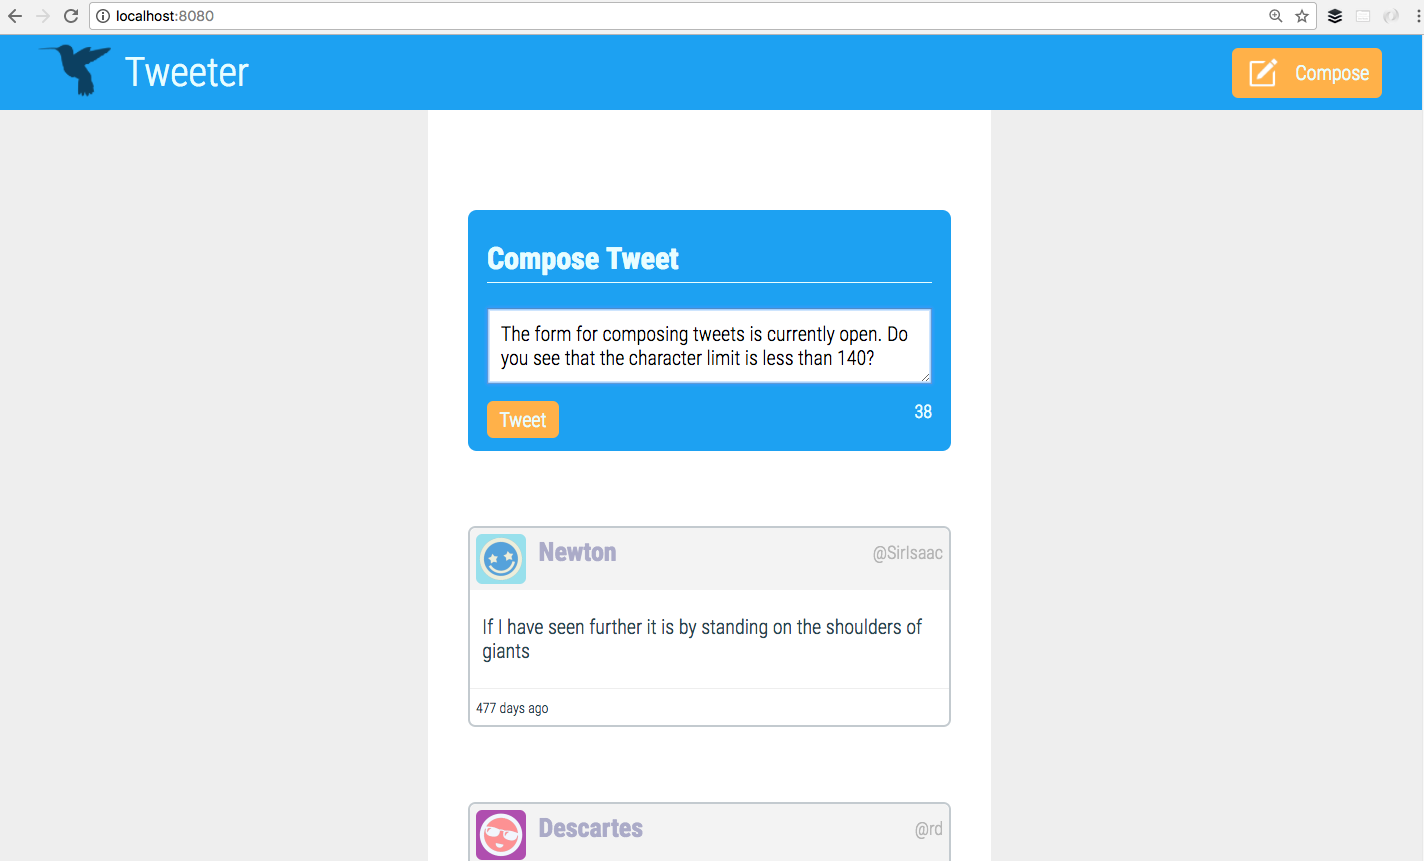 localhost:8080
Tweeter
Compose
Compose Tweet
The form for composing tweets is currently open. Do
you see that the character limit is less than 140?
Tweet
38
Newton
@SirIsaac
If I have seen further it is by standing on the shoulders of
giants
477 days ago
Descartes
@rd